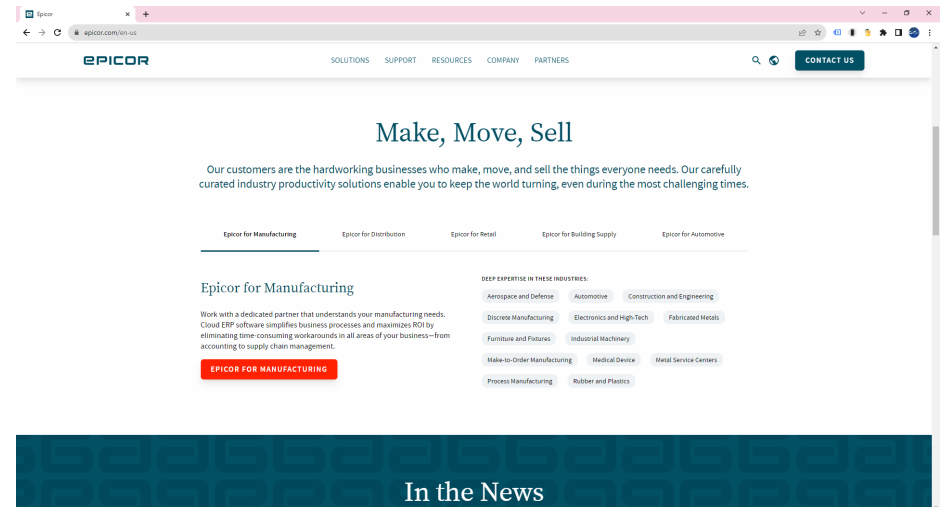 Epicor
epicor.com/en-us
EPICOR
SOLUTIONS SUPPORT RESOURCES COMPANY PARTNERS
CONTACT US
Make, Move, Sell
Our customers are the hardworking businesses who make, move, and sell the things everyone needs. Our carefully
curated industry productivity solutions enable you to keep the world turning, even during the most challenging times.
Epicor for Manufacturing Epicor for Distribution Epicor for Retail Epicor for Building Supply Epicor for Automotive
Epicor for Manufacturing
Work with a dedicated partner that understands your manufacturing needs.
Cloud ERP software simplifies business processes and maximizes ROI by
eliminating time-consuming workarounds in all areas of your business—from
accounting to supply chain management.
EPICOR FOR MANUFACTURING
DEEP EXPERTISE IN THESE INDUSTRIES:
Aerospace and Defense Automotive Construction and Engineering
Discrete Manufacturing Electronics and High-Tech Fabricated Metals
Furniture and Fixtures Industrial Machinery
Make-to-Order Manufacturing Medical Device Metal Service Centers
Process Manufacturing Rubber and Plastics
In the News